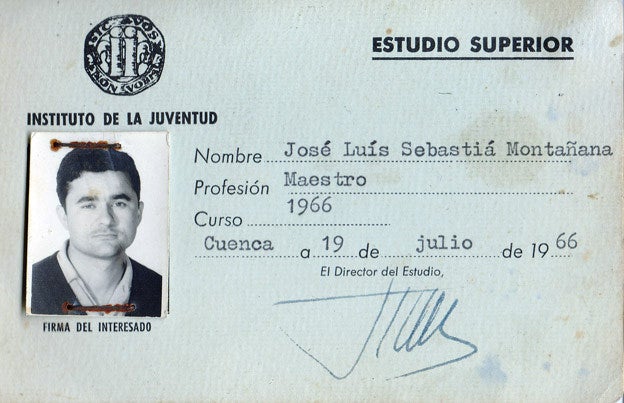 ESTUDIO SUPERIOR
INSTITUTO DE LA JUVENTUD
Nombre José Luís Sebastiá Montañana
Profesión Maestro
Curso 1966
Cuenca a 19 de julio de 1966
El Director del Estudio,
FIRMA DEL INTERESADO